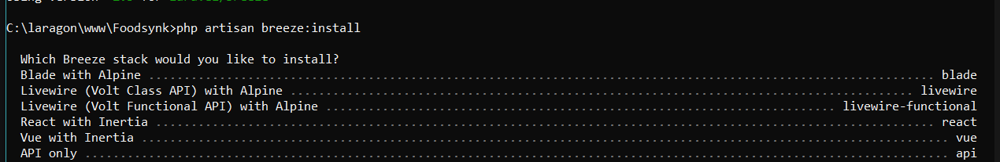 C:\laragon\www\Foodsynk>php artisan breeze:install
Which Breeze stack would you like to install?
Blade with Alpine ........................................ blade
Livewire (Volt Class API) with Alpine ........................................ livewire
Livewire (Volt Functional API) with Alpine ........................................ livewire-functional
React with Inertia ........................................ react
Vue with Inertia ........................................ vue
API only ........................................ api